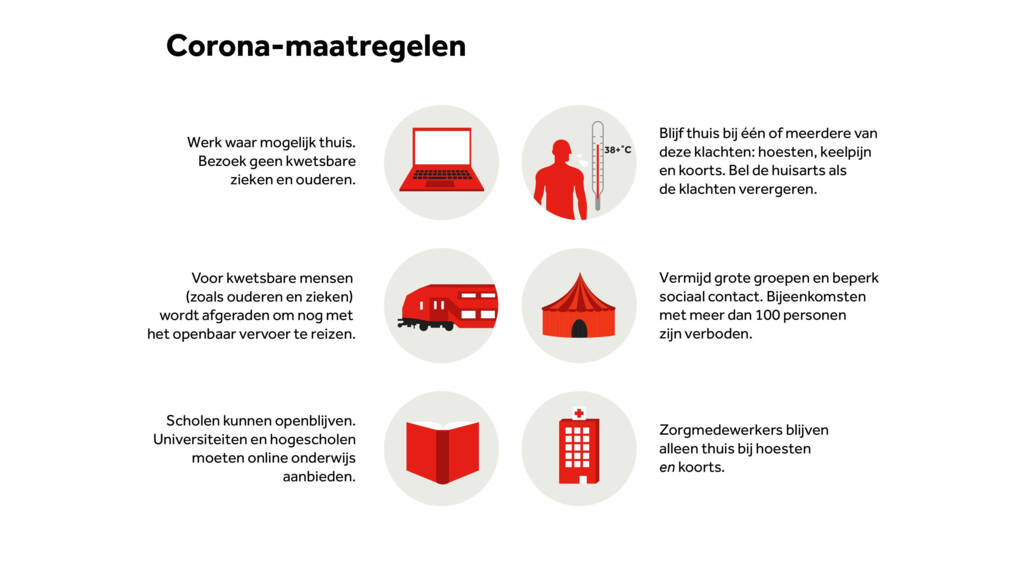 Corona-maatregelen
Werk waar mogelijk thuis.
Bezoek geen kwetsbare
zieken en ouderen.
38+°C
Blijf thuis bij één of meerdere van
deze klachten: hoesten, keelpijn
en koorts. Bel de huisarts als
de klachten verergeren.
Voor kwetsbare mensen
(zoals ouderen en zieken)
wordt afgeraden om nog met
het openbaar vervoer te reizen.
Vermijd grote groepen en beperk
sociaal contact. Bijeenkomsten
met meer dan 100 personen
zijn verboden.
Scholen kunnen openblijven.
Universiteiten en hogescholen
moeten online onderwijs
aanbieden.
Zorgmedewerkers blijven
alleen thuis bij hoesten
en koorts.